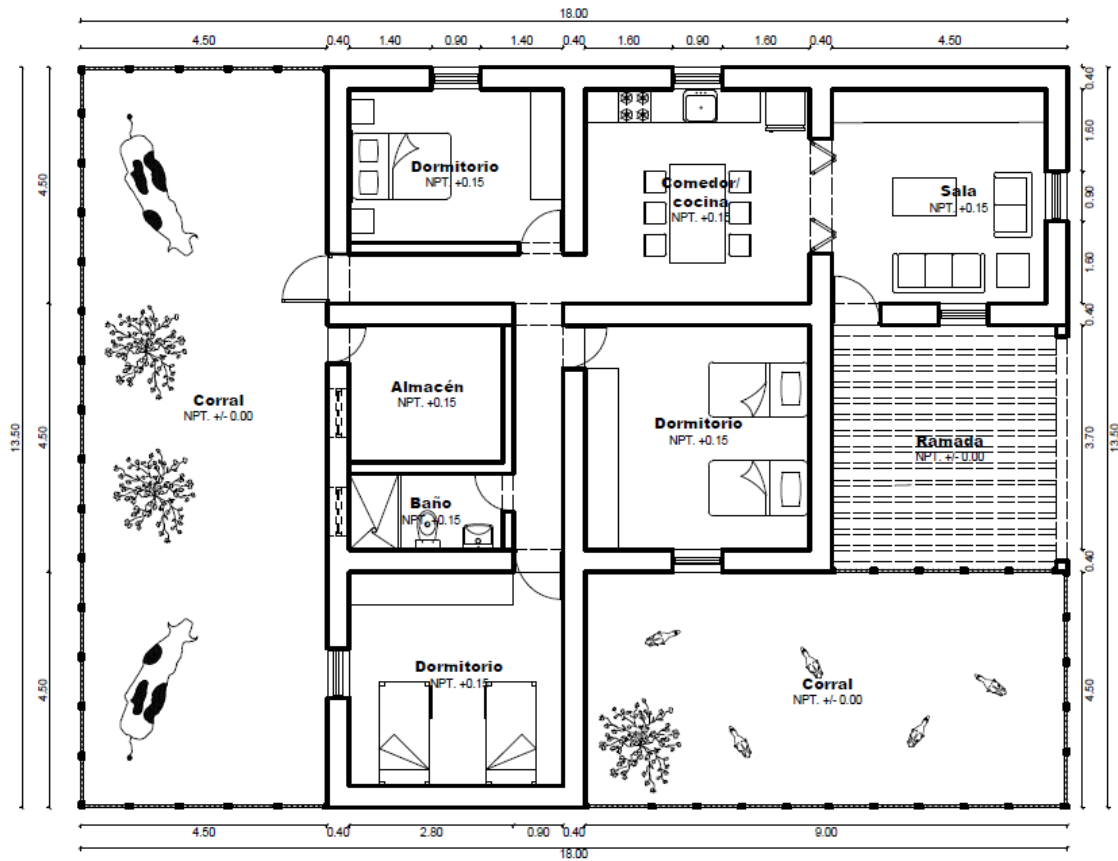 18.00
4.50 0.40 1.40 0.90 1.40 0.40 1.60 0.90 1.60 0.40 4.50
13.50
4.50
4.50
4.50
0.40
1.60
0.90
1.60
0.40
3.70
0.40
4.50
13.50
Dormitorio
NPT. +0.15
Comedor/
cocina
NPT. +0.15
Sala
NPT. +0.15
Corral
NPT. +/- 0.00
Almacén
NPT. +0.15
Dormitorio
NPT. +0.15
Ramada
NPT. +/- 0.00
Baño
NPT. +0.15
Dormitorio
NPT. +0.15
Corral
NPT. +/- 0.00
4.50 0.40 2.80 0.90 0.40 9.00
18.00